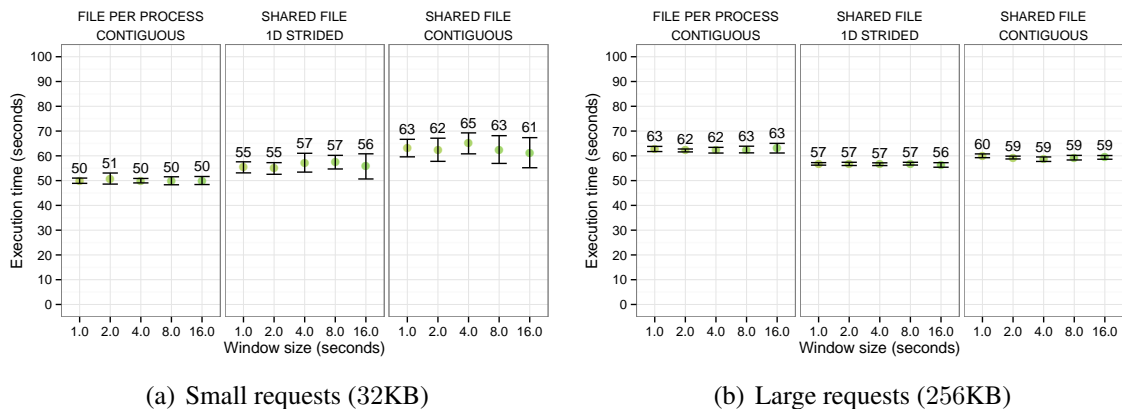 FILE PER PROCESS
CONTIGUOUS
SHARED FILE
1D STRIDED
SHARED FILE
CONTIGUOUS
Execution time (seconds)
100
90
80
70
60
50
40
30
20
10
0
50 51 50 50 50
55 55 57 57 56
63 62 65 63 61
1.0 2.0 4.0 8.0 16.0
1.0 2.0 4.0 8.0 16.0
1.0 2.0 4.0 8.0 16.0
Window size (seconds)
(a) Small requests (32KB)
FILE PER PROCESS
CONTIGUOUS
SHARED FILE
1D STRIDED
SHARED FILE
CONTIGUOUS
Execution time (seconds)
100
90
80
70
60
50
40
30
20
10
0
63 62 62 63 63
57 57 57 57 56
60 59 59 59 59
1.0 2.0 4.0 8.0 16.0
1.0 2.0 4.0 8.0 16.0
1.0 2.0 4.0 8.0 16.0
Window size (seconds)
(b) Large requests (256KB)